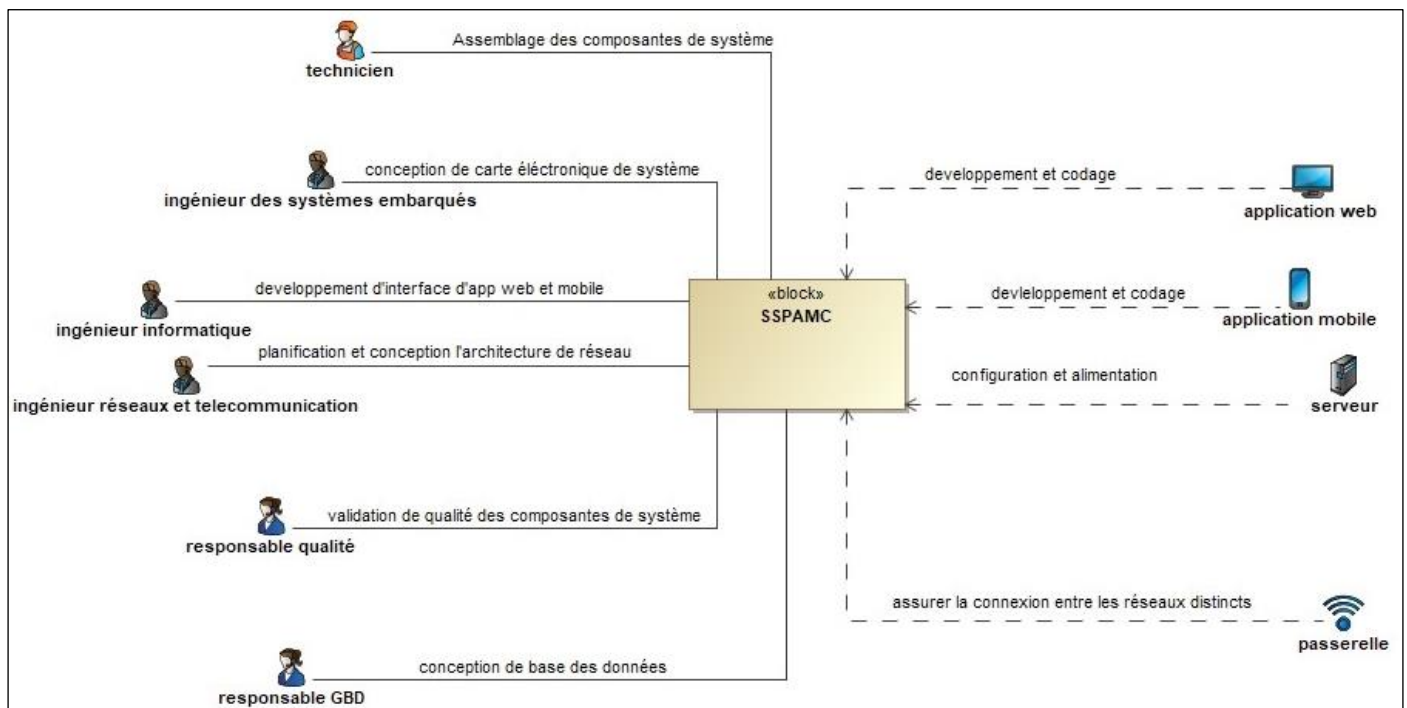 Assemblage des composantes de système
technicien
conception de carte éléctronique de système
ingénieur des systèmes embarqués
developpement d'interface d'app web et mobile
ingénieur informatique
planification et conception l'architecture de réseau
ingénieur réseaux et telecommunication
validation de qualité des composantes de système
responsable qualité
conception de base des données
responsable GBD
«block»
SSPAMC
developpement et codage
application web
devleloppement et codage
application mobile
configuration et alimentation
serveur
assurer la connexion entre les réseaux distincts
passerelle